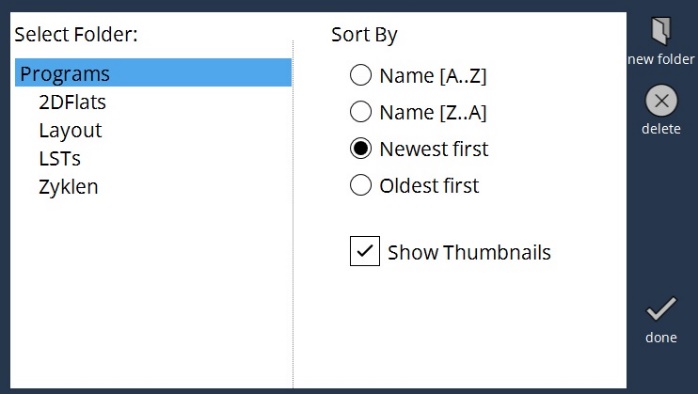 Select Folder:
Programs
2DFlats
Layout
LSTs
Zyklen
Sort By
Name [A..Z]
Name [Z..A]
Newest first
Oldest first
Show Thumbnails
new folder
delete
done